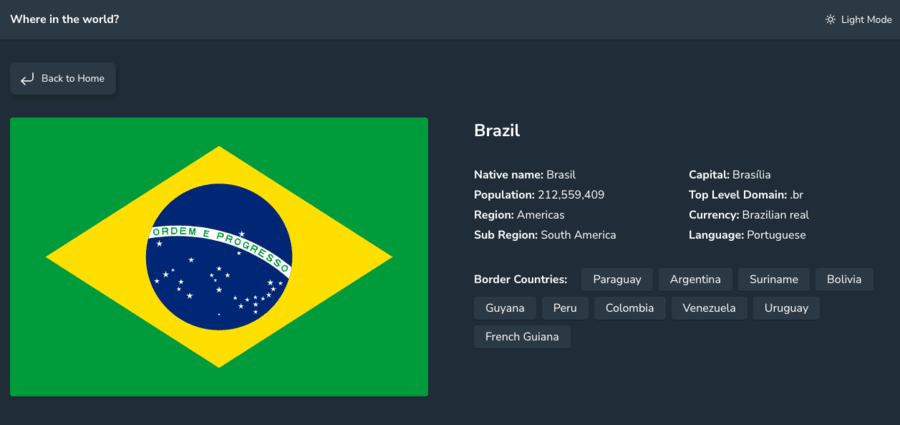 Where in the world?
Light Mode
Back to Home
ORDEM E PROGRESSO
Brazil
Native name: Brasil
Population: 212,559,409
Region: Americas
Sub Region: South America
Capital: Brasília
Top Level Domain: .br
Currency: Brazilian real
Language: Portuguese
Border Countries: Paraguay Argentina Suriname Bolivia
Guyana Peru Colombia Venezuela Uruguay
French Guiana